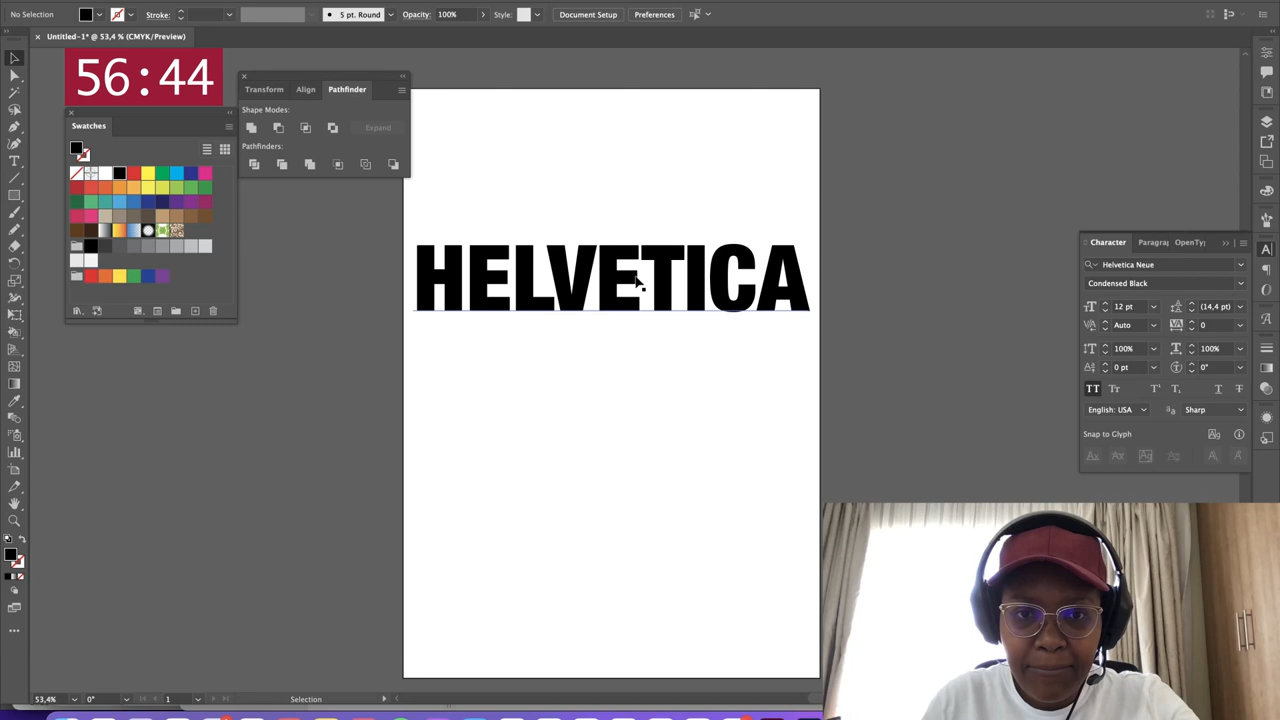 No Selection
Stroke:
5 pt. Round
Opacity: 100%
Style:
Document Setup
Preferences
× Untitled-1* @ 53,4 % (CMYK/Preview)
56:44
Transform Align Pathfinder
Shape Modes:
Expand
Pathfinders:
Swatches
HELVETICA
Character Paragra OpenTy
Helvetica Neue
Condensed Black
12 pt (14,4 pt)
Auto 0
100% 100%
0 pt 0°
TT Tr T T T T
English: USA Sharp
Snap to Glyph
53,4% 0° 1 Selection